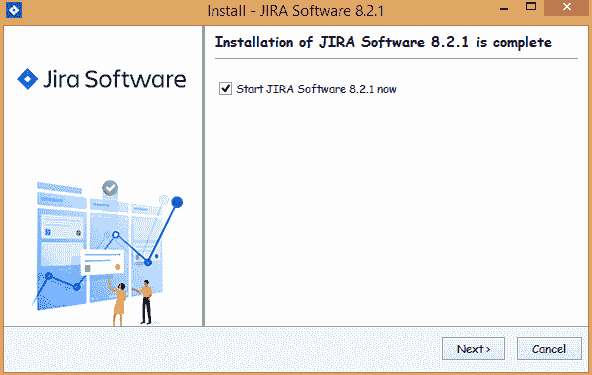 Install - JIRA Software 8.2.1
Installation of JIRA Software 8.2.1 is complete
Jira Software
Start JIRA Software 8.2.1 now
Next >
Cancel